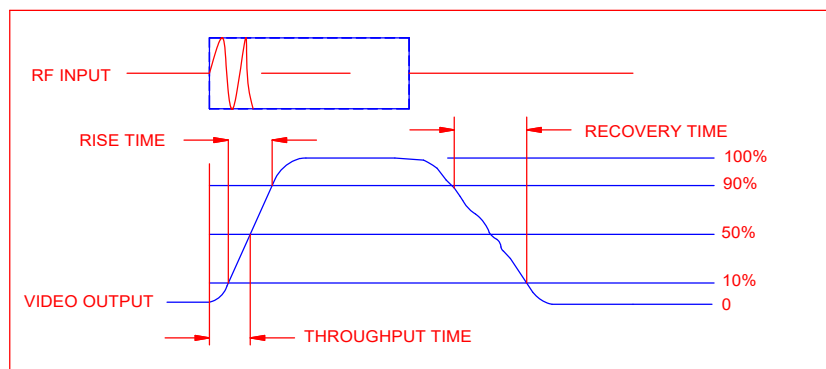 RF INPUT
RISE TIME
RECOVERY TIME
100%
90%
50%
10%
VIDEO OUTPUT
0
THROUGHPUT TIME